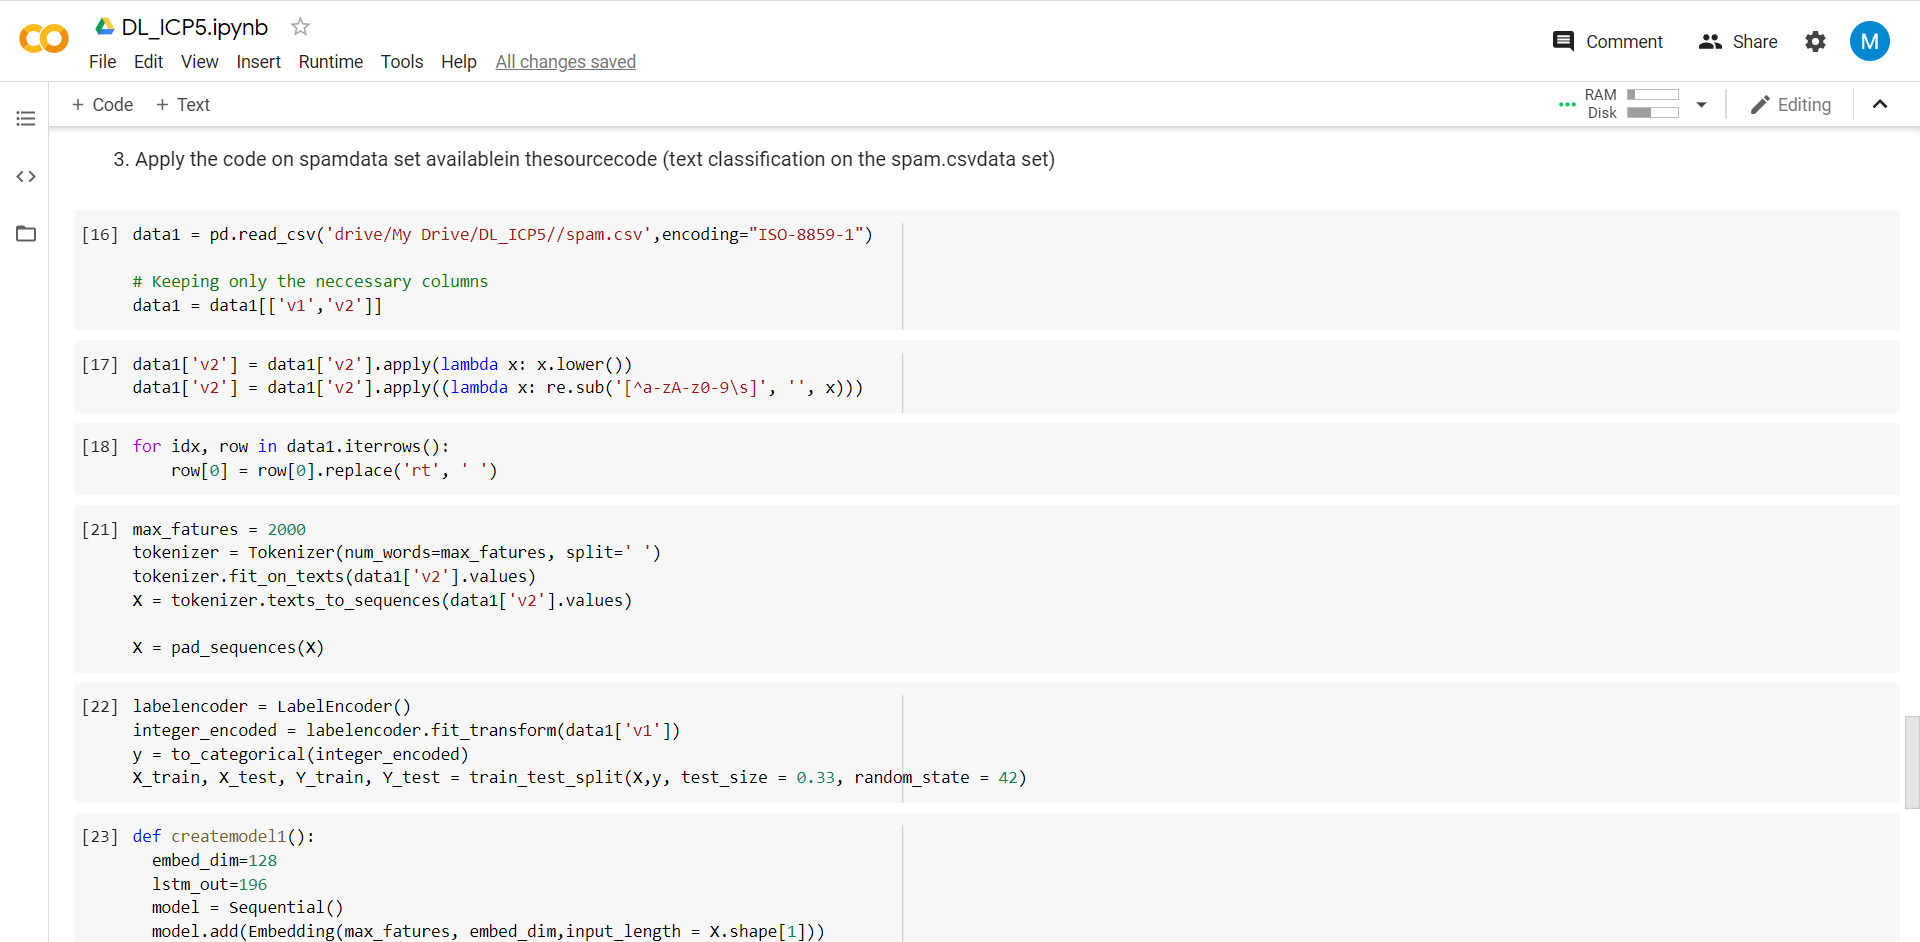 DL_ICP5.ipynb
File Edit View Insert Runtime Tools Help All changes saved
Comment
Share
M
+ Code + Text
RAM
Disk
Editing
3. Apply the code on spamdata set availablein thesourcecode (text classification on the spam.csvdata set)
[16] data1 = pd.read_csv('drive/My Drive/DL_ICP5//spam.csv',encoding="ISO-8859-1")
# Keeping only the neccessary columns
data1 = data1[['v1','v2']]
[17] data1['v2'] = data1['v2'].apply(lambda x: x.lower())
data1['v2'] = data1['v2'].apply((lambda x: re.sub('[^a-zA-z0-9\s]', '', x)))
[18] for idx, row in data1.iterrows():
row[0] = row[0].replace('rt', ' ')
[21] max_fatures = 2000
tokenizer = Tokenizer(num_words=max_fatures, split=' ')
tokenizer.fit_on_texts(data1['v2'].values)
X = tokenizer.texts_to_sequences(data1['v2'].values)
X = pad_sequences(X)
[22] labelencoder = LabelEncoder()
integer_encoded = labelencoder.fit_transform(data1['v1'])
y = to_categorical(integer_encoded)
X_train, X_test, Y_train, Y_test = train_test_split(X,y, test_size = 0.33, random_state = 42)
[23] def createmodel1():
embed_dim=128
lstm_out=196
model = Sequential()
model.add(Embedding(max_fatures, embed_dim,input_length = X.shape[1]))